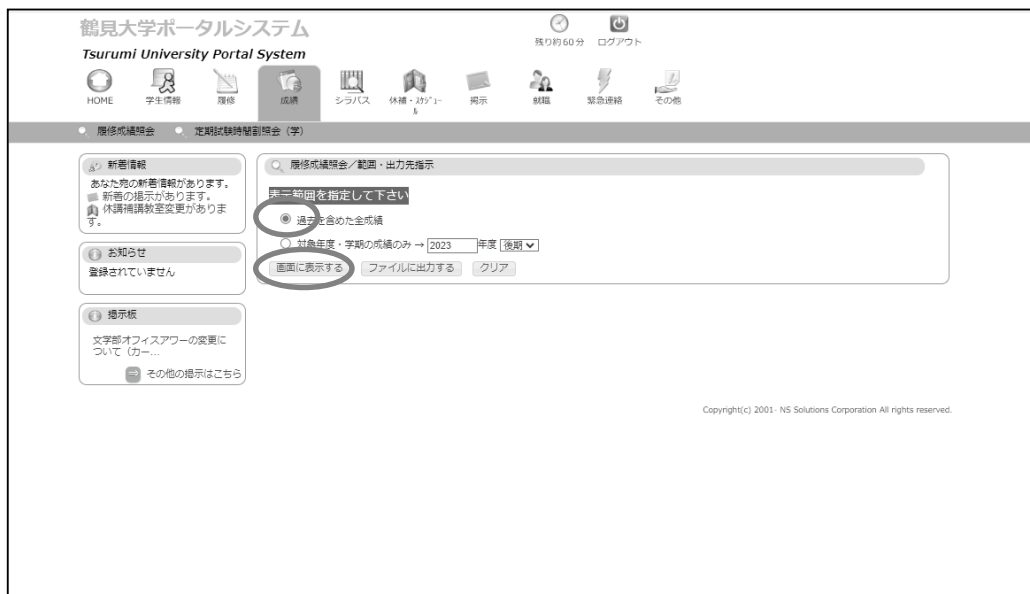 鶴見大学ポータルシステム
Tsurumi University Portal System
残り約60分 ログアウト
HOME 学生情報 履修 成績 シラバス 休補・ｽｹｼﾞｭｰﾙ 掲示 就職 緊急連絡 その他
履修成績照会 定期試験時間割照会（学）
新着情報
あなた宛の新着情報があります。
新着の掲示があります。
休講補講教室変更がありま
す。
お知らせ
登録されていません
掲示板
文学部オフィスアワーの変更に
ついて（カー...
その他の掲示はこちら
履修成績照会／範囲・出力先指示
表示範囲を指定して下さい
過去を含めた全成績
対象年度・学期の成績のみ → 2023 年度 後期
画面に表示する ファイルに出力する クリア
Copyright(c) 2001- NS Solutions Corporation All rights reserved.